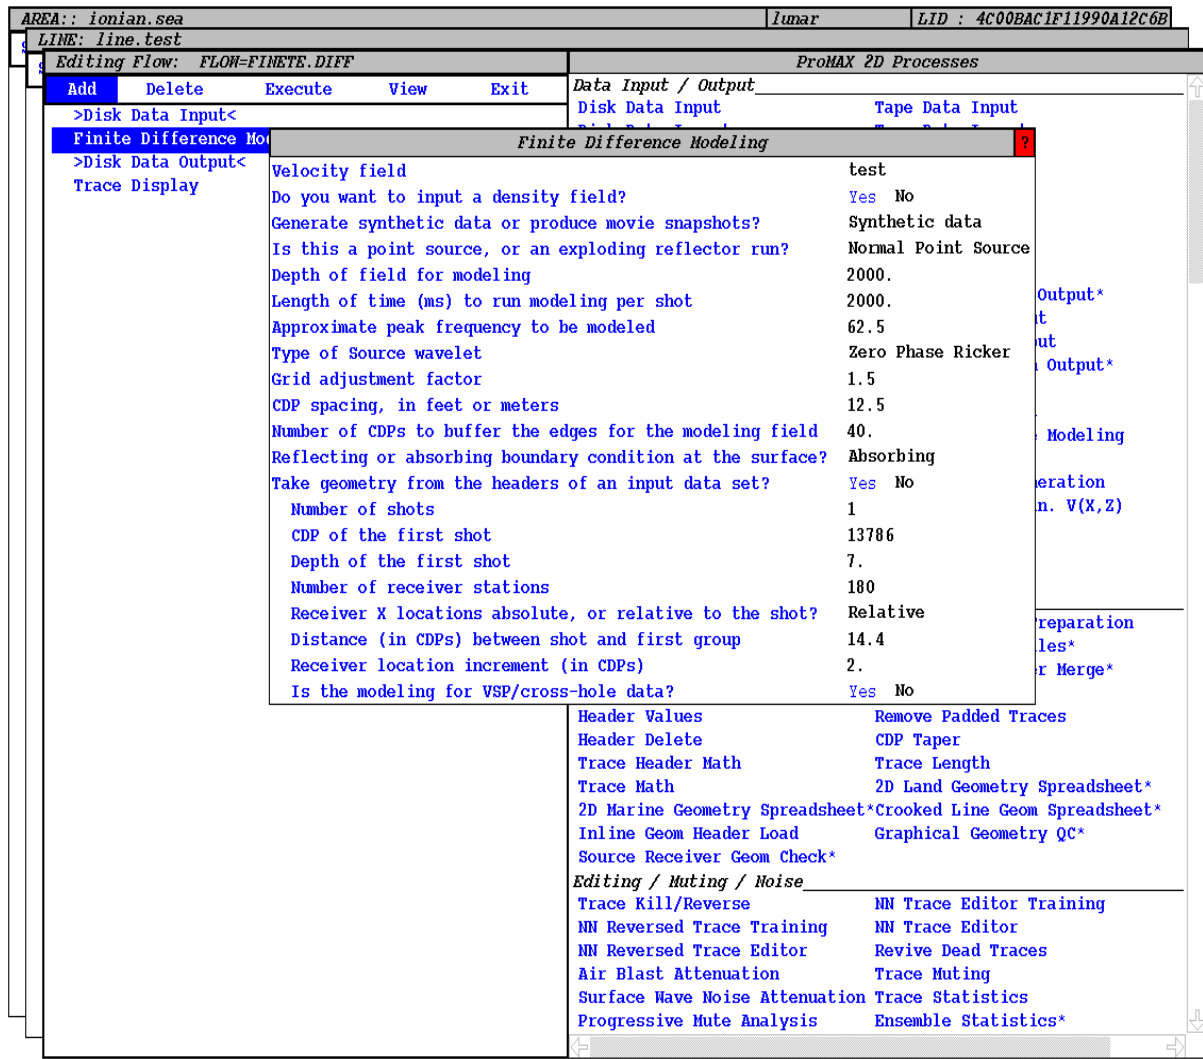 AREA:: ionian.sea lunar LID : 4C00BAC1F11990A12C6B
LINE: line.test
Editing Flow: FLOW=FINETE.DIFF ProMAX 2D Processes
Add Delete Execute View Exit
>Disk Data Input<
Finite Difference Mo
>Disk Data Output<
Trace Display
Data Input / Output
Disk Data Input Tape Data Input
Finite Difference Modeling ?
Velocity field test
Do you want to input a density field? Yes No
Generate synthetic data or produce movie snapshots? Synthetic data
Is this a point source, or an exploding reflector run? Normal Point Source
Depth of field for modeling 2000.
Length of time (ms) to run modeling per shot 2000.
Approximate peak frequency to be modeled 62.5
Type of Source wavelet Zero Phase Ricker
Grid adjustment factor 1.5
CDP spacing, in feet or meters 12.5
Number of CDPs to buffer the edges for the modeling field 40.
Reflecting or absorbing boundary condition at the surface? Absorbing
Take geometry from the headers of an input data set? Yes No
Number of shots 1
CDP of the first shot 13786
Depth of the first shot 7.
Number of receiver stations 180
Receiver X locations absolute, or relative to the shot? Relative
Distance (in CDPs) between shot and first group 14.4
Receiver location increment (in CDPs) 2.
Is the modeling for VSP/cross-hole data? Yes No
Output*
ut
Output*
Modeling
eration
n. V(X,Z)
reparation
les*
r Merge*
Header Values Remove Padded Traces
Header Delete CDP Taper
Trace Header Math Trace Length
Trace Math 2D Land Geometry Spreadsheet*
2D Marine Geometry Spreadsheet* Crooked Line Geom Spreadsheet*
Inline Geom Header Load Graphical Geometry QC*
Source Receiver Geom Check*
Editing / Muting / Noise
Trace Kill/Reverse NN Trace Editor Training
NN Reversed Trace Training NN Trace Editor
NN Reversed Trace Editor Revive Dead Traces
Air Blast Attenuation Trace Muting
Surface Wave Noise Attenuation Trace Statistics
Progressive Mute Analysis Ensemble Statistics*